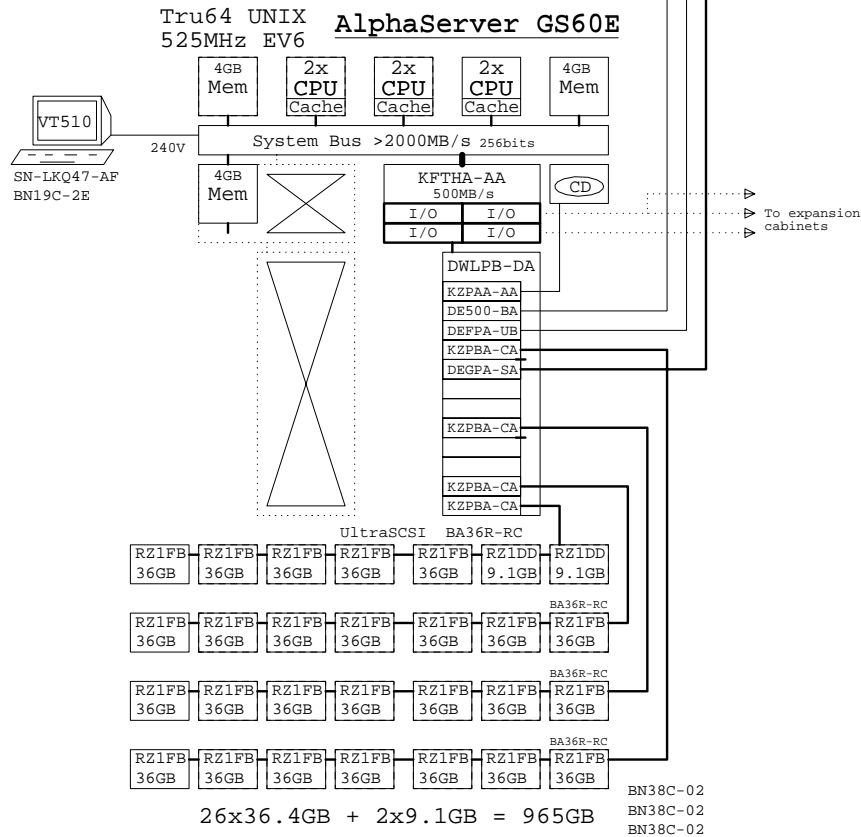 Tru64 UNIX
525MHz EV6
AlphaServer GS60E
4GB Mem
2x CPU Cache
2x CPU Cache
2x CPU Cache
4GB Mem
VT510
240V
System Bus >2000MB/s 256bits
SN-LKQ47-AF
BN19C-2E
4GB Mem
KFTHA-AA
500MB/s
I/O I/O
I/O I/O
CD
To expansion
cabinets
DWLPB-DA
KZPAA-AA
DE500-BA
DEFPA-UB
KZPBA-CA
DEGPA-SA
KZPBA-CA
KZPBA-CA
KZPBA-CA
UltraSCSI BA36R-RC
RZ1FB RZ1FB RZ1FB RZ1FB RZ1FB RZ1DD RZ1DD
36GB 36GB 36GB 36GB 36GB 9.1GB 9.1GB
BA36R-RC
RZ1FB RZ1FB RZ1FB RZ1FB RZ1FB RZ1FB RZ1FB
36GB 36GB 36GB 36GB 36GB 36GB 36GB
BA36R-RC
RZ1FB RZ1FB RZ1FB RZ1FB RZ1FB RZ1FB RZ1FB
36GB 36GB 36GB 36GB 36GB 36GB 36GB
BA36R-RC
RZ1FB RZ1FB RZ1FB RZ1FB RZ1FB RZ1FB RZ1FB
36GB 36GB 36GB 36GB 36GB 36GB 36GB
26x36.4GB + 2x9.1GB = 965GB
BN38C-02
BN38C-02
BN38C-02